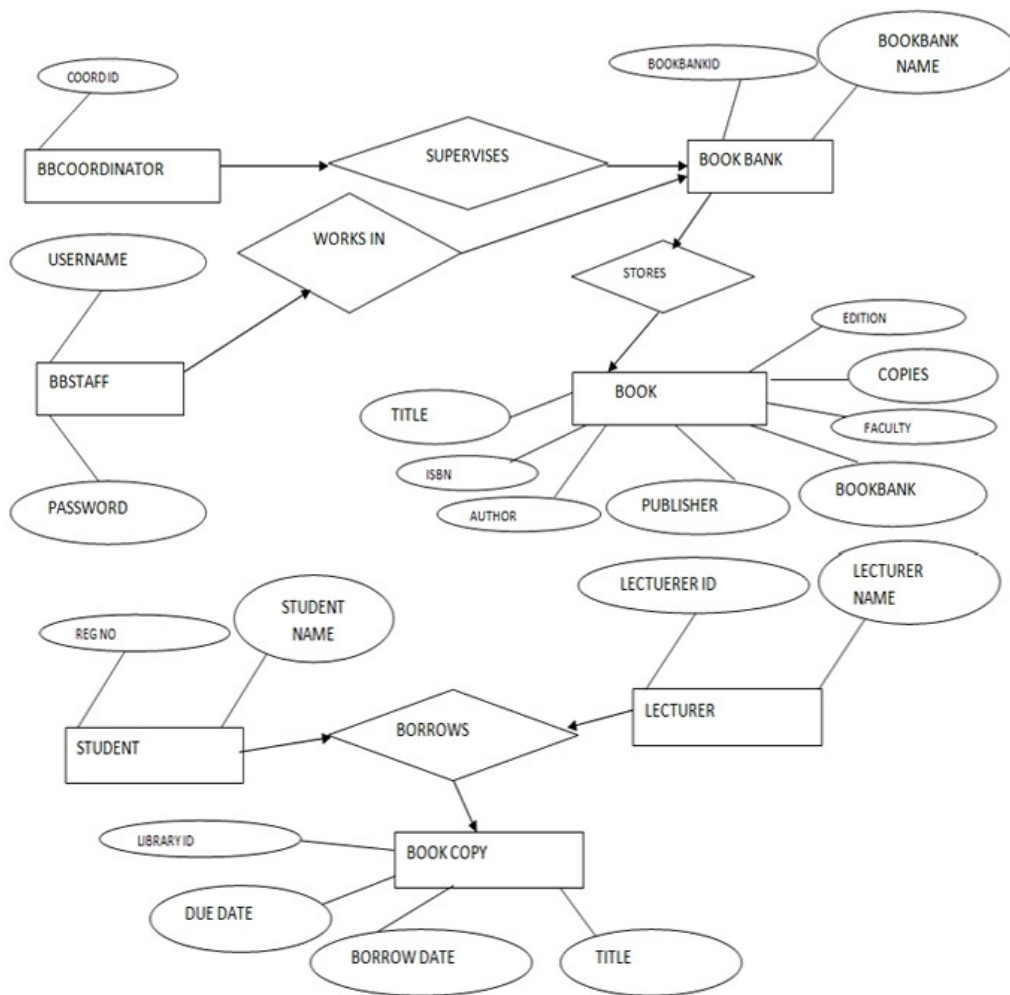 BOOKBANK
NAME
BOOKBANKID
COORD ID
BBCOORDINATOR
SUPERVISES
BOOK BANK
WORKS IN
USERNAME
STORES
EDITION
BBSTAFF
COPIES
BOOK
TITLE
FACULTY
ISBN
BOOKBANK
PASSWORD
AUTHOR
PUBLISHER
LECTUERER ID
LECTURER
NAME
STUDENT
NAME
REG NO
LECTURER
STUDENT
BORROWS
LIBRARY ID
BOOK COPY
DUE DATE
BORROW DATE
TITLE